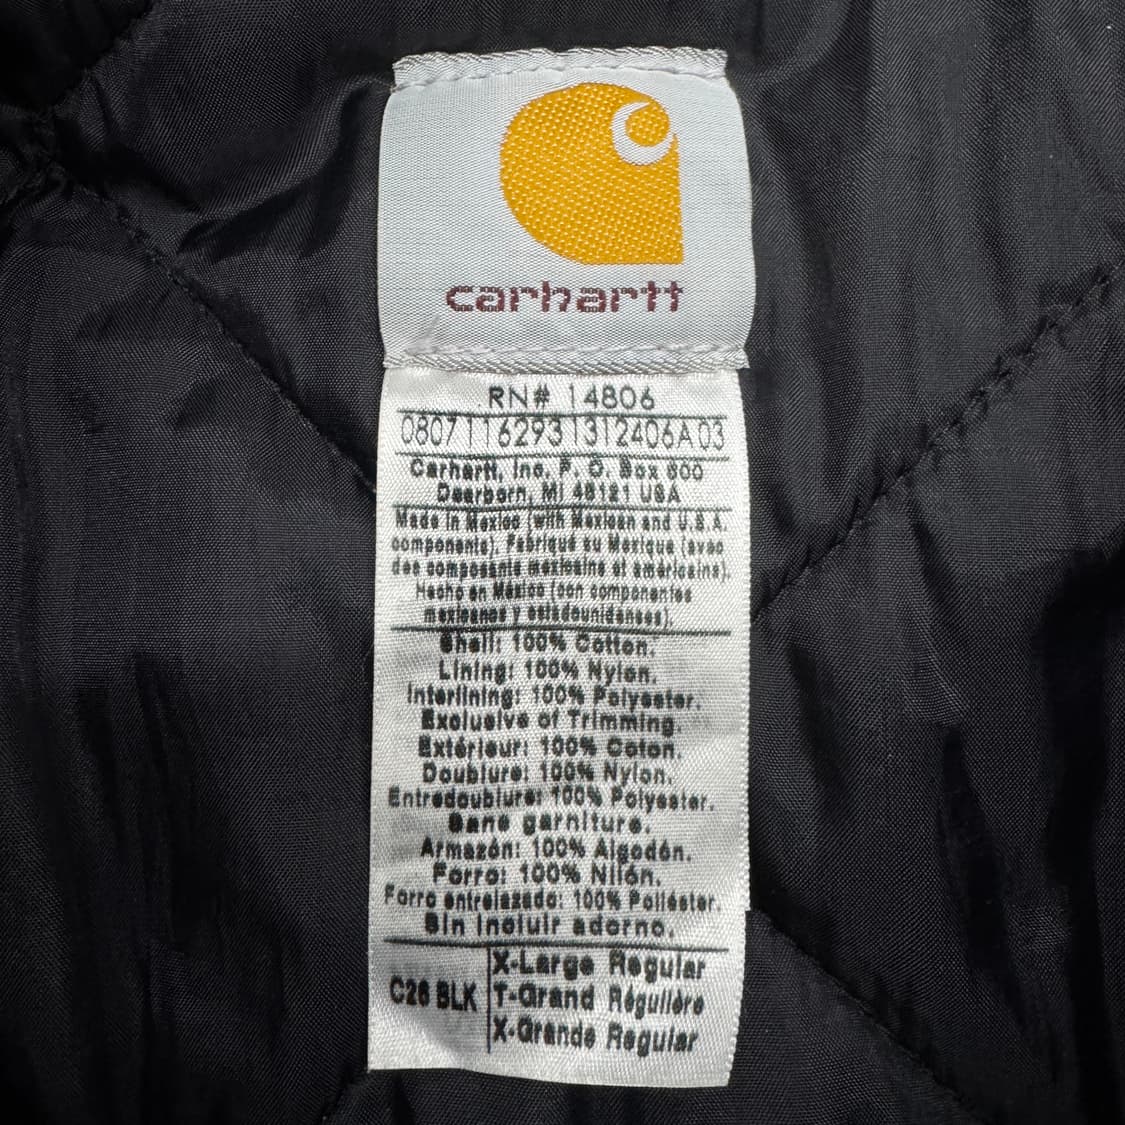 carhartt
RN# 14806
0807116293131 2406A03
Carhartt, Inc. P. O. Box 600
Dearborn, MI 48121 USA
Made in Mexico (with Mexican and U.S.A.
components). Fabriqué au Mexique (avec
des composants mexicains et américains).
Hecho en México (con componentes
mexicanos y estadounidenses).
Shell: 100% Cotton.
Lining: 100% Nylon.
Interlining: 100% Polyester.
Exclusive of Trimming.
Extérieur: 100% Coton.
Doublure: 100% Nylon.
Entredoublure: 100% Polyester.
Sans garniture.
Armazón: 100% Algodón.
Forro: 100% Nilón.
Forro entrelazado: 100% Poliéster.
Sin incluir adorno.
C26 BLK
X-Large Regular
T-Grand Régulière
X-Grande Regular